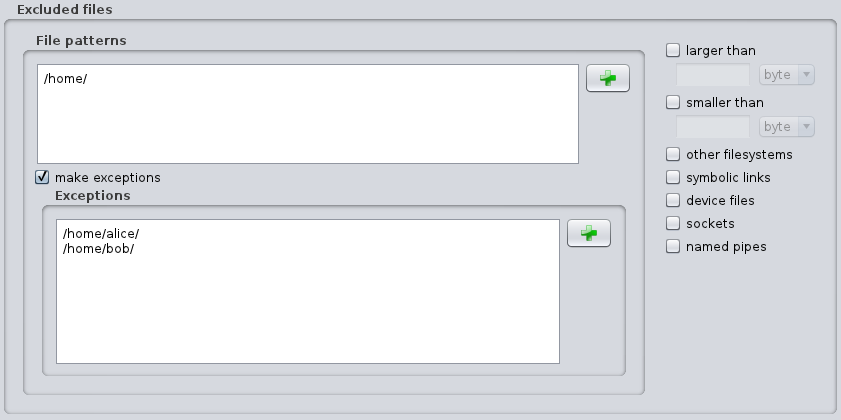 Excluded files
File patterns
/home/
make exceptions
Exceptions
/home/alice/
/home/bob/
larger than
byte
smaller than
byte
other filesystems
symbolic links
device files
sockets
named pipes